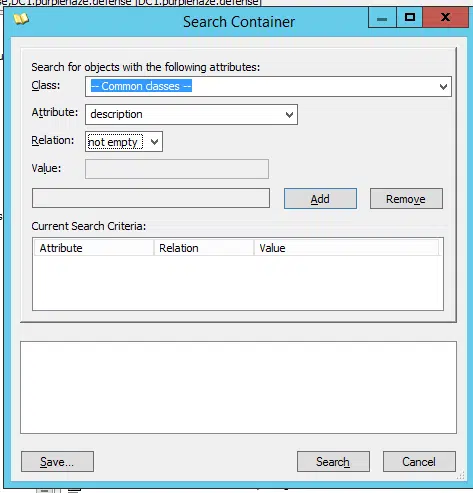 se,DC1.purplehaze.defense [DC1.purplehaze.defense]
Search Container
Search for objects with the following attributes:
Class:
-- Common classes --
Attribute:
description
Relation:
not empty
Value:
Add
Remove
Current Search Criteria:
Attribute
Relation
Value
Save...
Search
Cancel